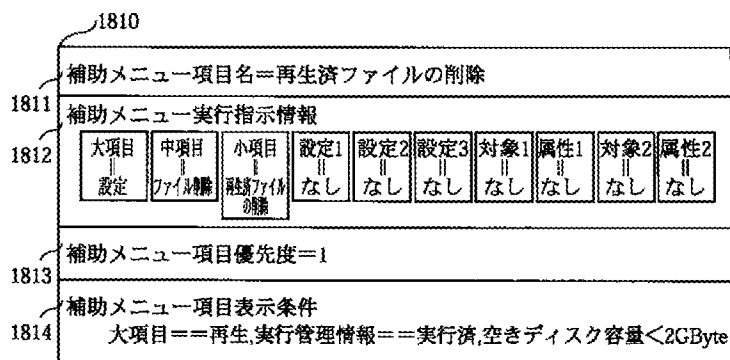 1810
補助メニュー項目名＝再生済ファイルの削除
1811
補助メニュー実行指示情報
1812
大項目 ＝ 設定
中項目 ＝ ファイル削除
小項目 ＝ 再生済ファイルの削除
設定1 ＝ なし
設定2 ＝ なし
設定3 ＝ なし
対象1 ＝ なし
属性1 ＝ なし
対象2 ＝ なし
属性2 ＝ なし
補助メニュー項目優先度＝1
1813
補助メニュー項目表示条件
1814
大項目＝＝再生,実行管理情報＝＝実行済,空きディスク容量＜2GByte